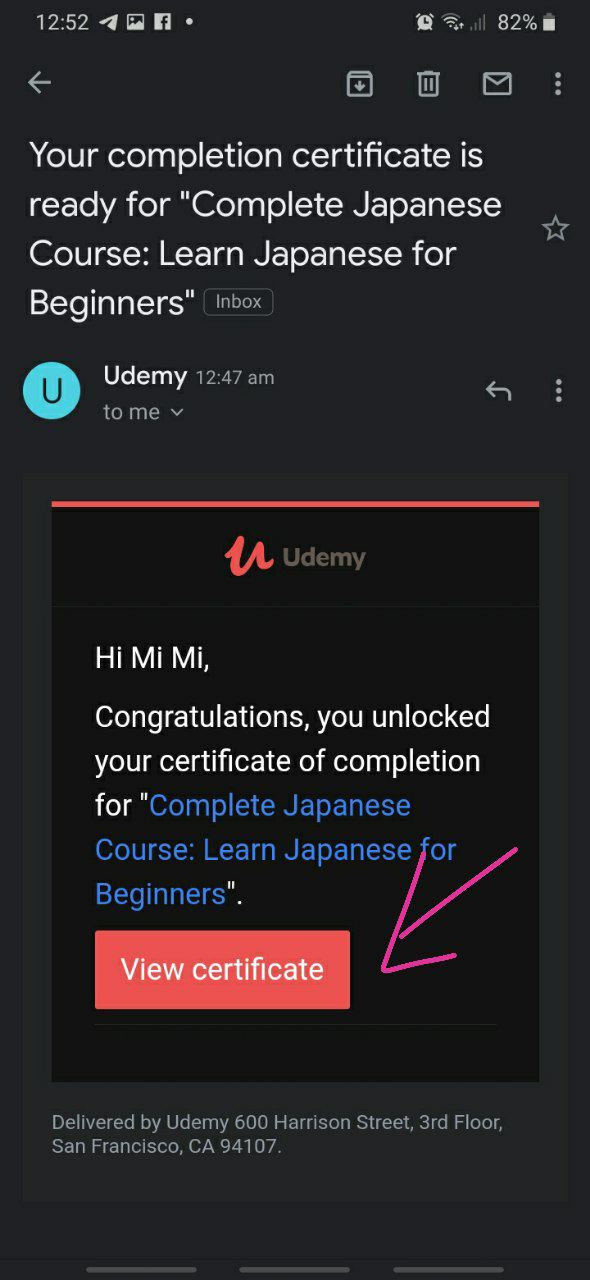 12:52 82%
Your completion certificate is
ready for "Complete Japanese
Course: Learn Japanese for
Beginners" Inbox
U Udemy 12:47 am
to me
Udemy
Hi Mi Mi,
Congratulations, you unlocked
your certificate of completion
for "Complete Japanese
Course: Learn Japanese for
Beginners".
View certificate
Delivered by Udemy 600 Harrison Street, 3rd Floor,
San Francisco, CA 94107.